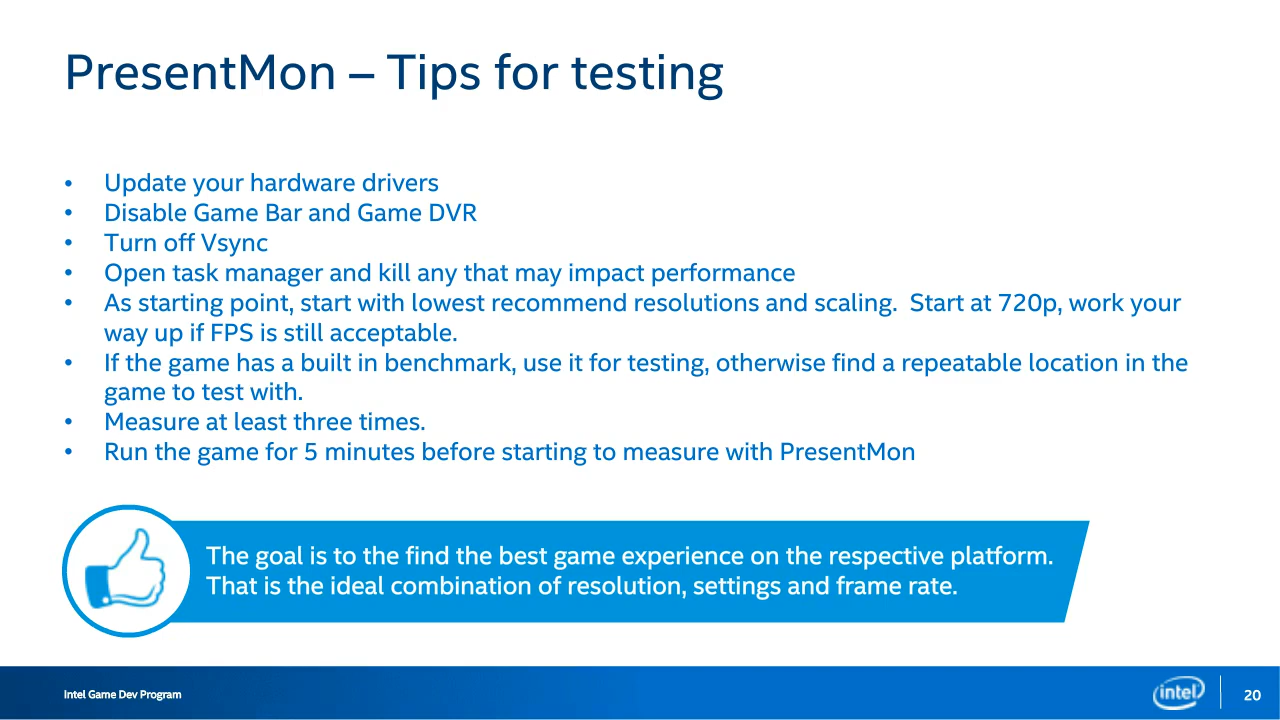 PresentMon – Tips for testing
• Update your hardware drivers
• Disable Game Bar and Game DVR
• Turn off Vsync
• Open task manager and kill any that may impact performance
• As starting point, start with lowest recommend resolutions and scaling.  Start at 720p, work your
way up if FPS is still acceptable.
• If the game has a built in benchmark, use it for testing, otherwise find a repeatable location in the
game to test with.
• Measure at least three times.
• Run the game for 5 minutes before starting to measure with PresentMon
The goal is to the find the best game experience on the respective platform.
That is the ideal combination of resolution, settings and frame rate.
Intel Game Dev Program
intel
20